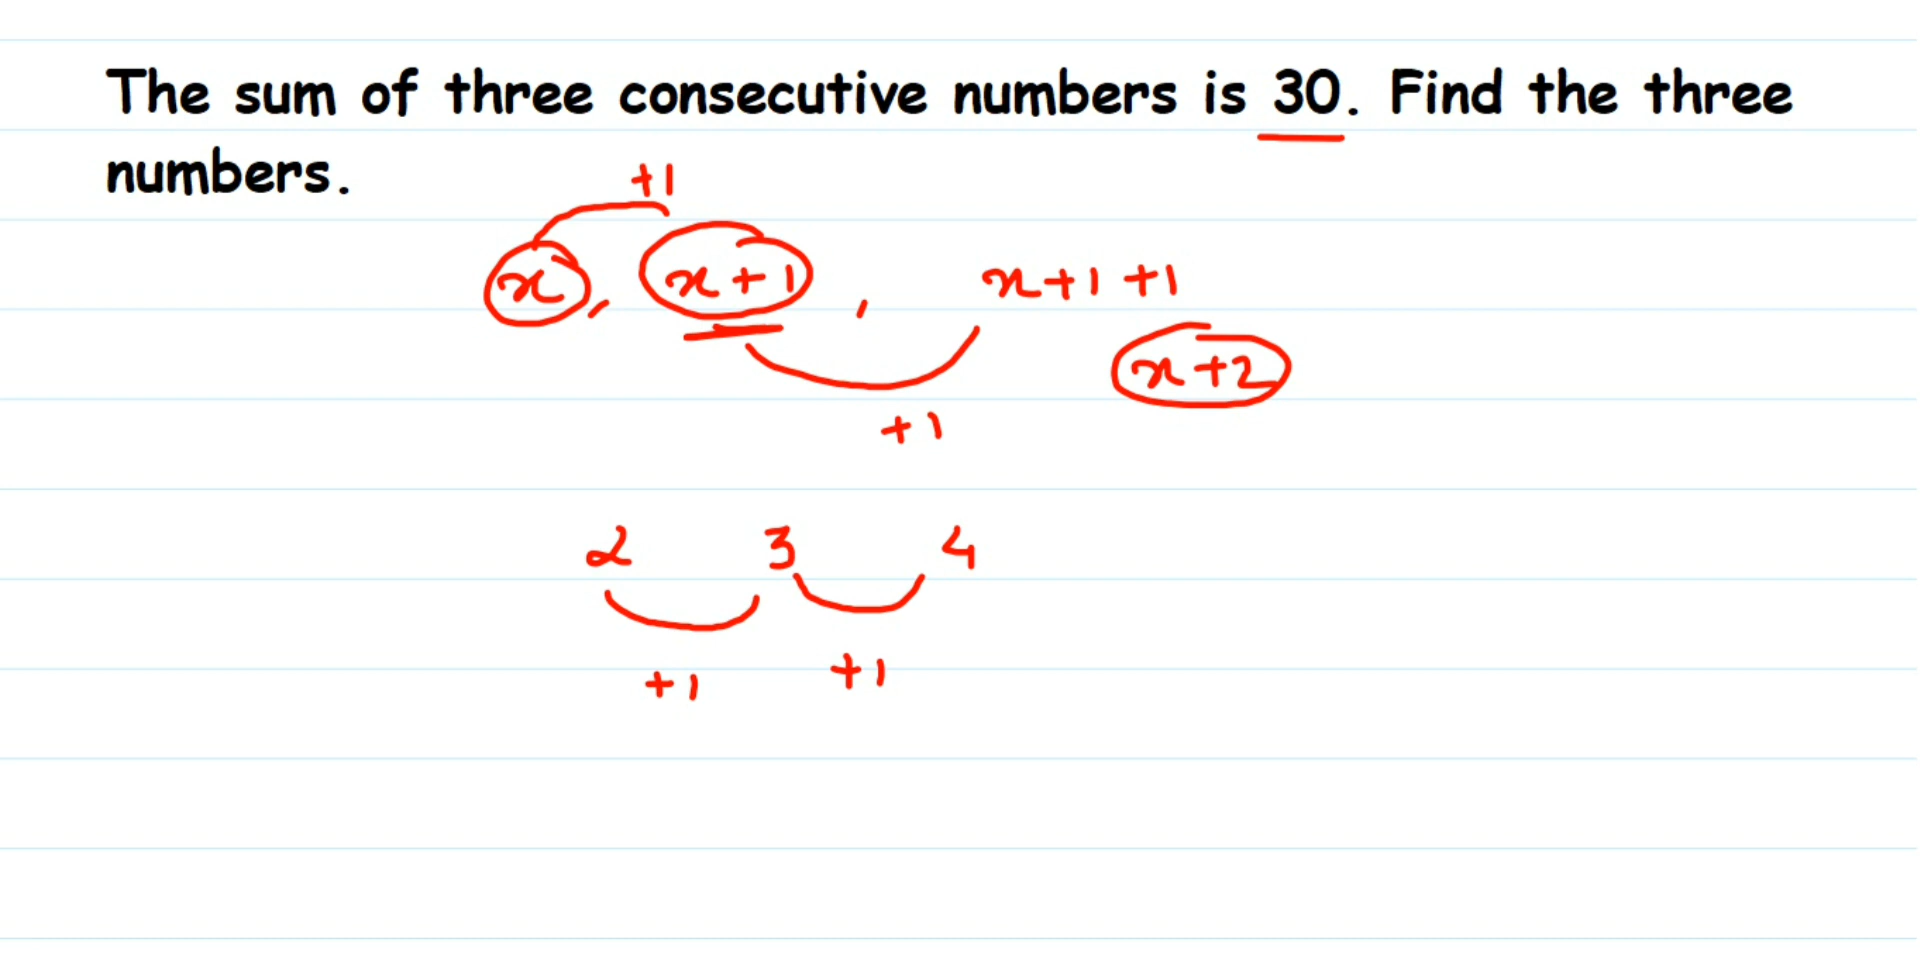 The sum of three consecutive numbers is 30. Find the three
numbers.
+1
x, x+1, x+1+1
x+2
+1
2 3 4
+1 +1